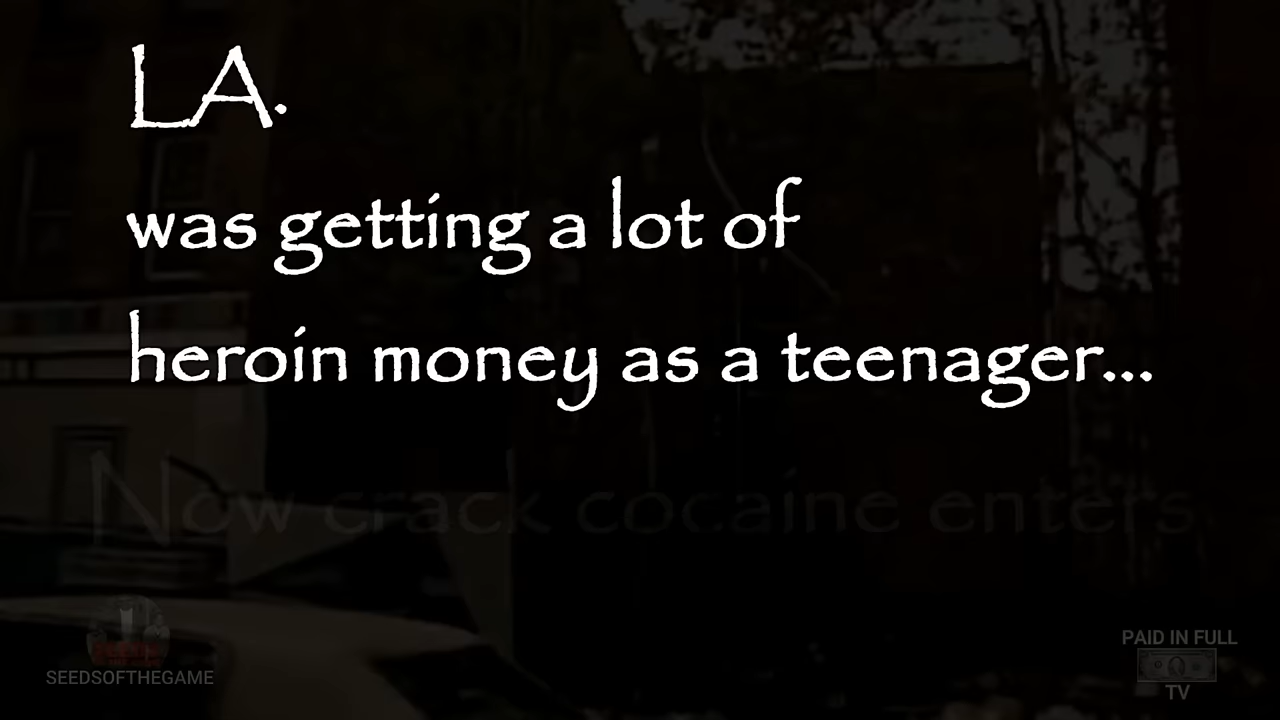 LA.
was getting a lot of
heroin money as a teenager...
Now crack cocaine enters
SEEDSOFTHEGAME
PAID IN FULL
TV